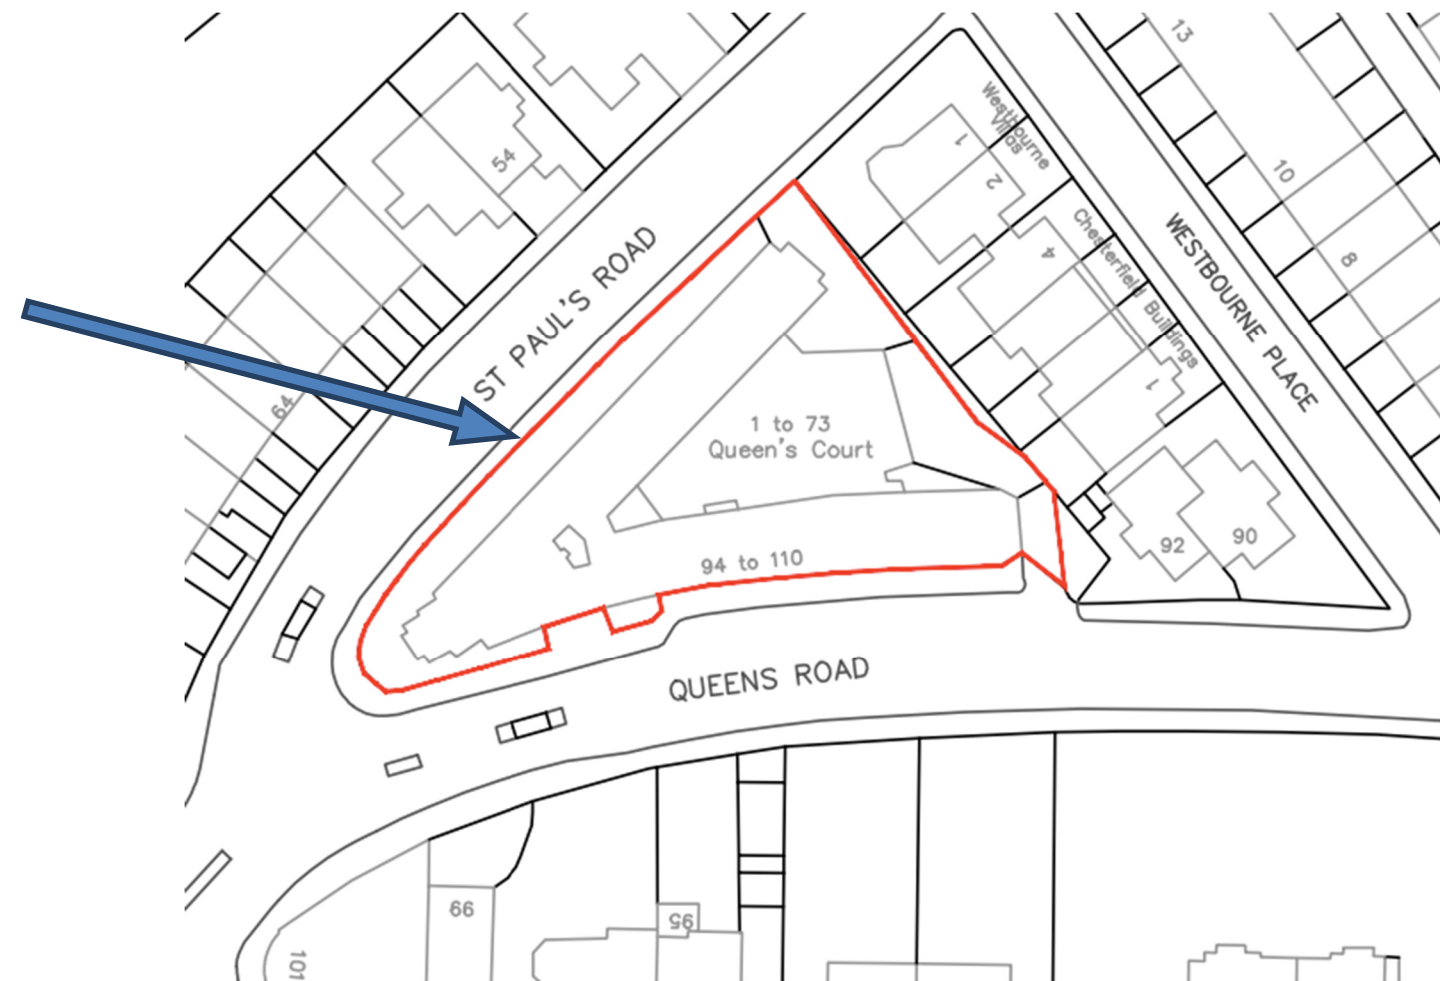 13
Westbourne
Villas
1
2
54
10
ST PAUL'S ROAD
4
Chesterfield Buildings
WESTBOURNE PLACE
8
64
1
1 to 73
Queen's Court
92
90
94 to 110
QUEENS ROAD
99
95
101